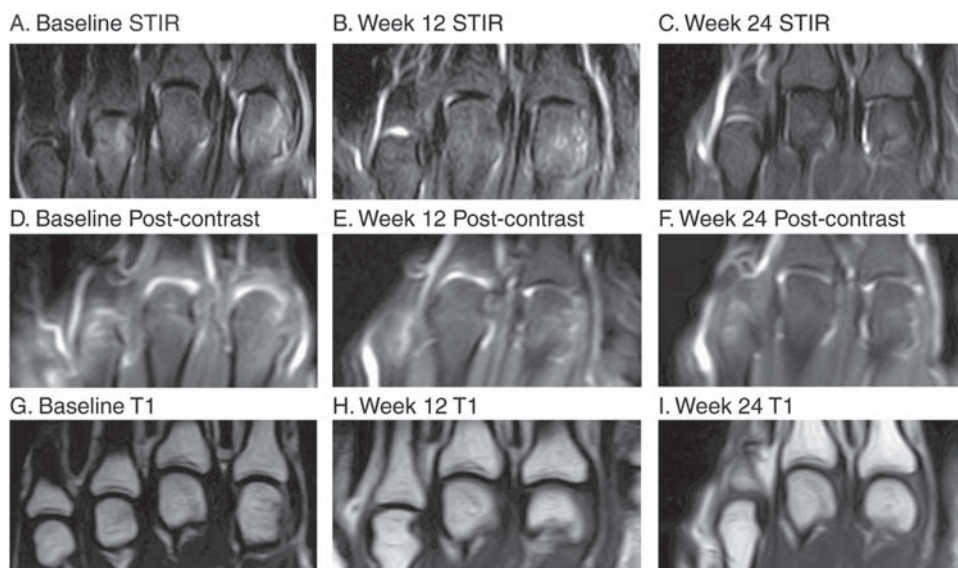 A. Baseline STIR
B. Week 12 STIR
C. Week 24 STIR
D. Baseline Post-contrast
E. Week 12 Post-contrast
F. Week 24 Post-contrast
G. Baseline T1
H. Week 12 T1
I. Week 24 T1